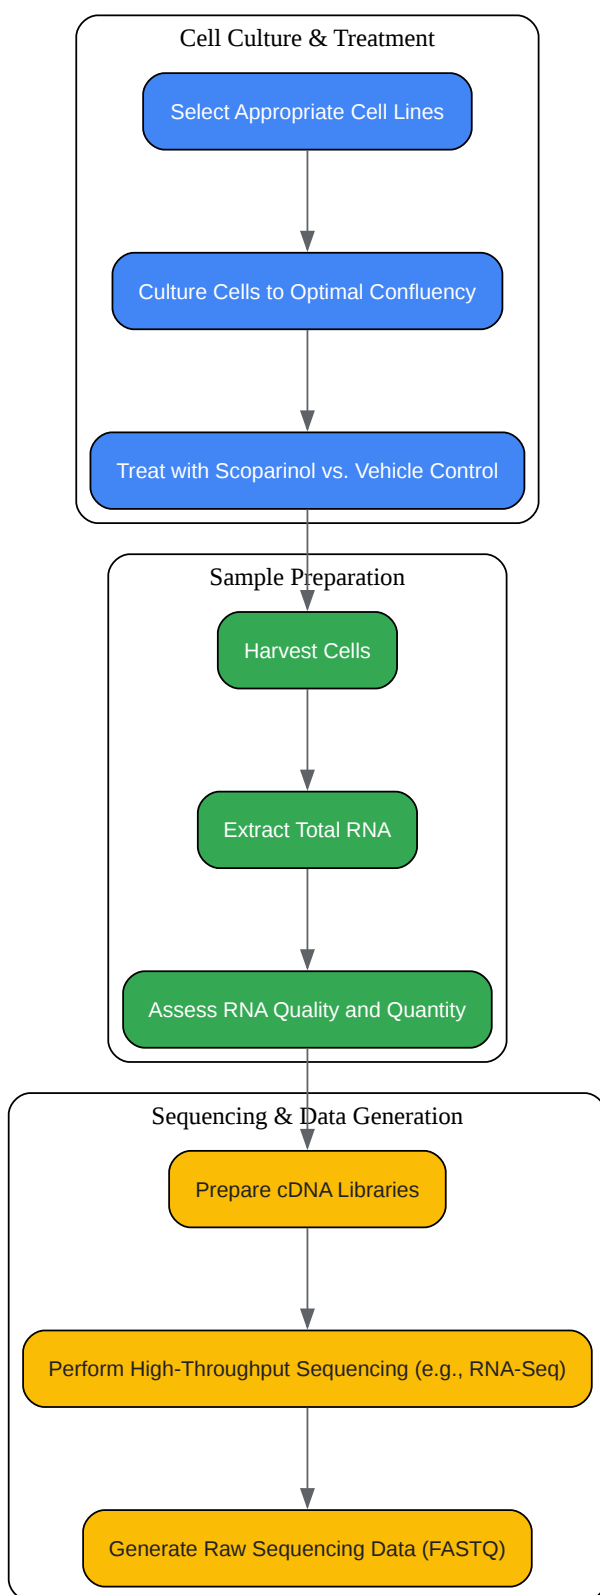 Cell Culture & Treatment
Select Appropriate Cell Lines
Culture Cells to Optimal Confluency
Treat with Scoparinol vs. Vehicle Control
Sample Preparation
Harvest Cells
Extract Total RNA
Assess RNA Quality and Quantity
Sequencing & Data Generation
Prepare cDNA Libraries
Perform High-Throughput Sequencing (e.g., RNA-Seq)
Generate Raw Sequencing Data (FASTQ)